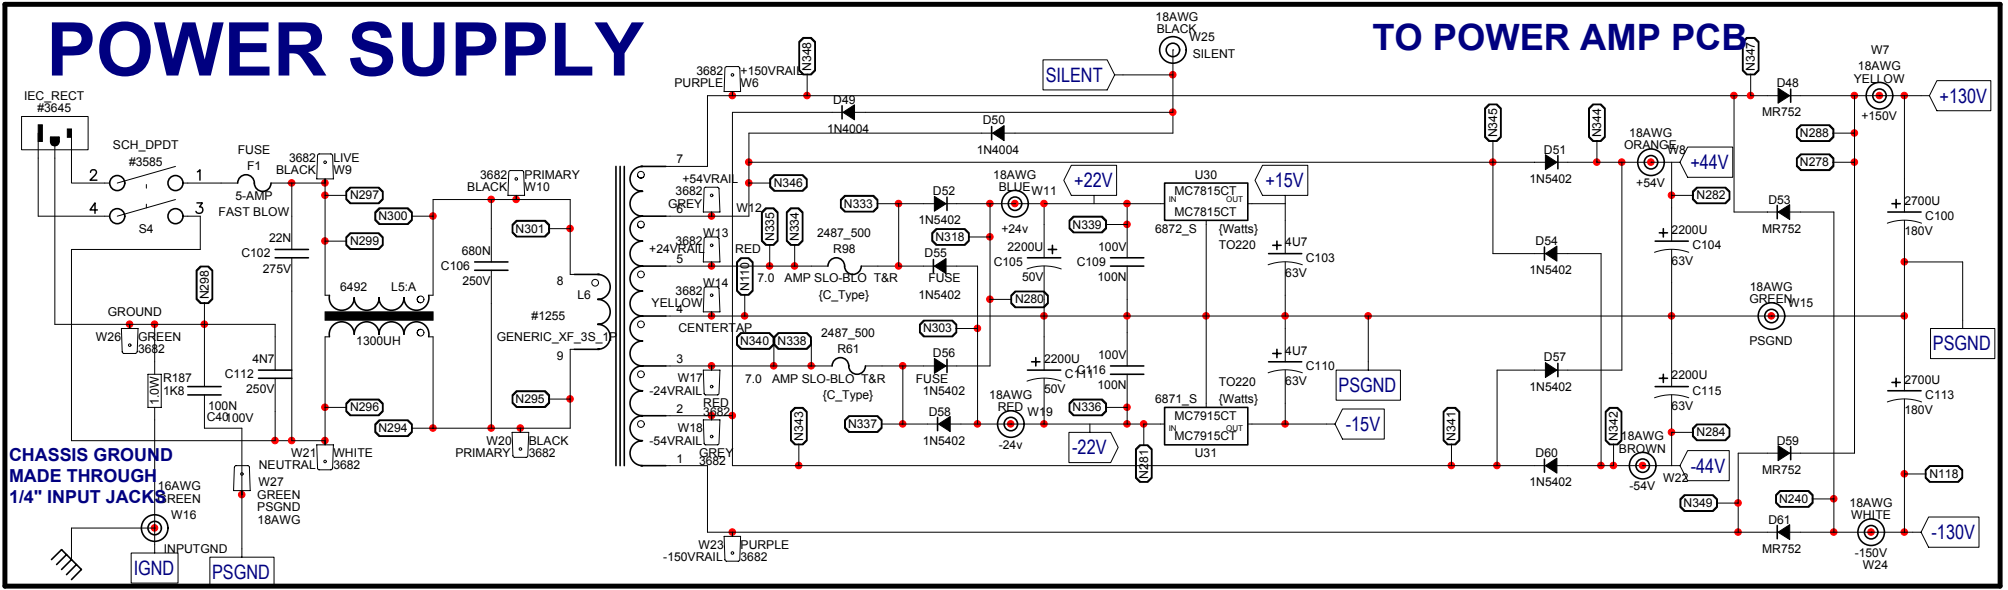 POWER SUPPLY
TO POWER AMP PCB
IEC_RECT
#3645
SCH_DPDT
#3585
2
1
4
3
S4
FUSE
F1
5-AMP
FAST BLOW
3682
BLACK
LIVE
W9
N297
N300
N299
22N
C102
275V
N298
GROUND
W26
GREEN
3682
R187
1K8
1.0W
100N
C40
100V
4N7
C112
250V
6492
L5:A
1300UH
N296
N294
W21
NEUTRAL
WHITE
3682
CHASSIS GROUND
MADE THROUGH
1/4" INPUT JACKS
16AWG
GREEN
W16
INPUTGND
IGND
W27
GREEN
PSGND
18AWG
PSGND
3682
BLACK
PRIMARY
W10
680N
C106
250V
N301
N295
8
L6
#1255
GENERIC_XF_3S_1P
9
W20
PRIMARY
BLACK
3682
3682
PURPLE
+150VRAIL
W6
N348
7
+54VRAIL
3682
GREY
W12
6
N346
3682
W13
RED
+24VRAIL
5
N335
N334
N110
3682
W14
YELLOW
4
CENTERTAP
3
W17
-24VRAIL
RED
3682
2
W18
-54VRAIL
GREY
3682
1
W23
-150VRAIL
PURPLE
3682
D49
1N4004
D50
1N4004
18AWG
BLACK
W25
SILENT
SILENT
2487_500
R98
7.0 AMP SLO-BLO T&R
FUSE
{C_Type}
N340
N338
2487_500
R61
7.0 AMP SLO-BLO T&R
FUSE
{C_Type}
N343
N333
D52
1N5402
N318
D55
1N5402
N280
N303
D56
1N5402
N337
D58
1N5402
18AWG
BLUE
W11
+24v
+22V
2200U
C105
50V
N339
100V
C109
100N
2200U
C111
50V
100V
C116
100N
N336
18AWG
RED
W19
-24v
-22V
N281
U30
MC7815CT
IN
OUT
MC7815CT
6872_S
{Watts}
TO220
+15V
4U7
C103
63V
4U7
C110
63V
PSGND
TO220
6871_S
{Watts}
MC7915CT
IN
OUT
MC7915CT
U31
-15V
N345
N344
D51
1N5402
D54
1N5402
D57
1N5402
D60
1N5402
N341
N342
18AWG
ORANGE
W8
+54V
+44V
N282
2200U
C104
63V
2200U
C115
63V
N284
18AWG
BROWN
W22
-54V
-44V
N347
D48
MR752
D53
MR752
D59
MR752
D61
MR752
N349
N240
N288
N278
18AWG
GREEN
W15
PSGND
W7
18AWG
YELLOW
+150V
+130V
2700U
C100
180V
PSGND
2700U
C113
180V
N118
18AWG
WHITE
-150V
W24
-130V